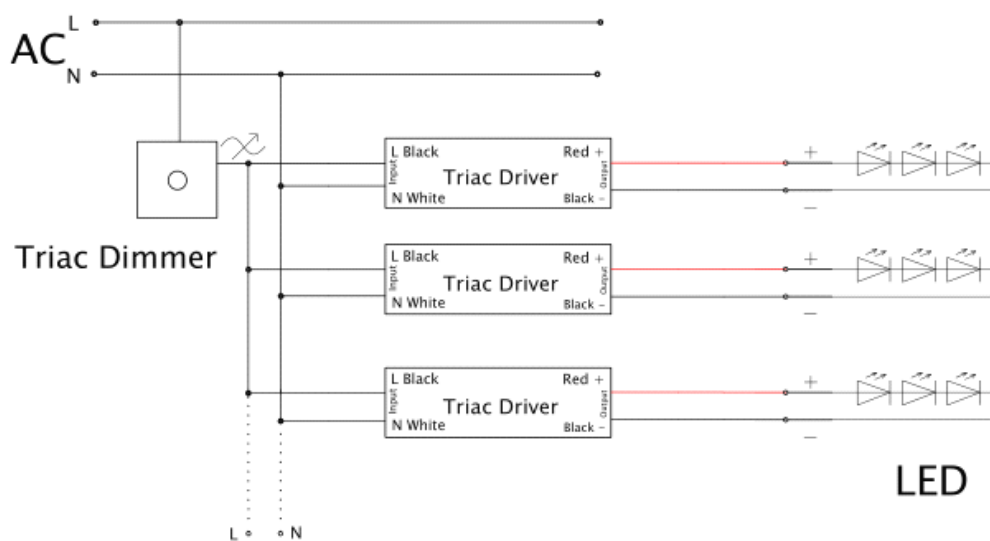 L
AC
N
L Black
Red +
Input
Triac Driver
Output
N White
Black -
Triac Dimmer
+
−
L Black
Red +
Input
Triac Driver
Output
N White
Black -
+
−
L Black
Red +
Input
Triac Driver
Output
N White
Black -
+
−
LED
L
N